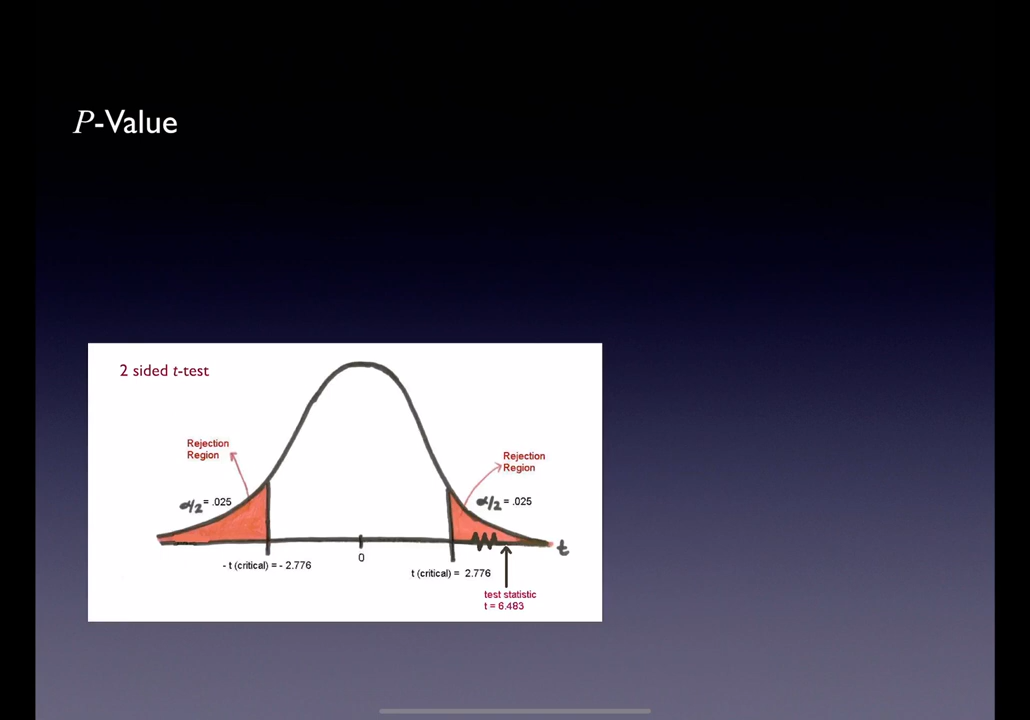 P-Value
2 sided t-test
Rejection
Region
Rejection
Region
α/2 = .025
α/2 = .025
0
t
- t (critical) = - 2.776
t (critical) = 2.776
test statistic
t = 6.483